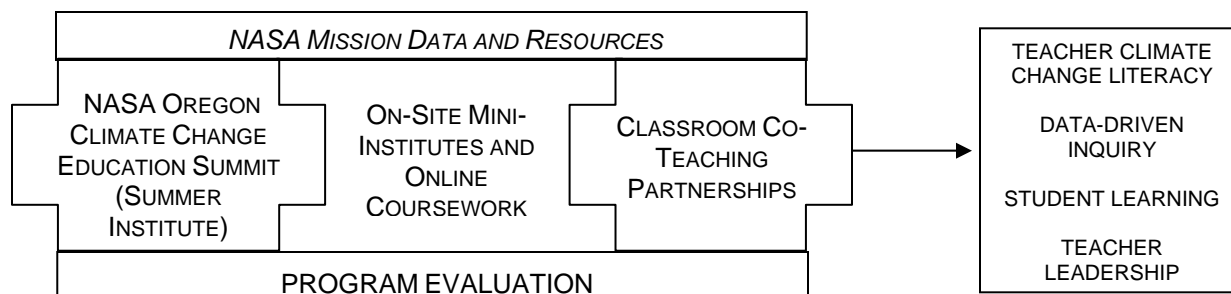 NASA MISSION DATA AND RESOURCES
NASA OREGON
CLIMATE CHANGE
EDUCATION SUMMIT
(SUMMER
INSTITUTE)
ON-SITE MINI-
INSTITUTES AND
ONLINE
COURSEWORK
CLASSROOM CO-
TEACHING
PARTNERSHIPS
PROGRAM EVALUATION
TEACHER CLIMATE
CHANGE LITERACY
DATA-DRIVEN
INQUIRY
STUDENT LEARNING
TEACHER
LEADERSHIP